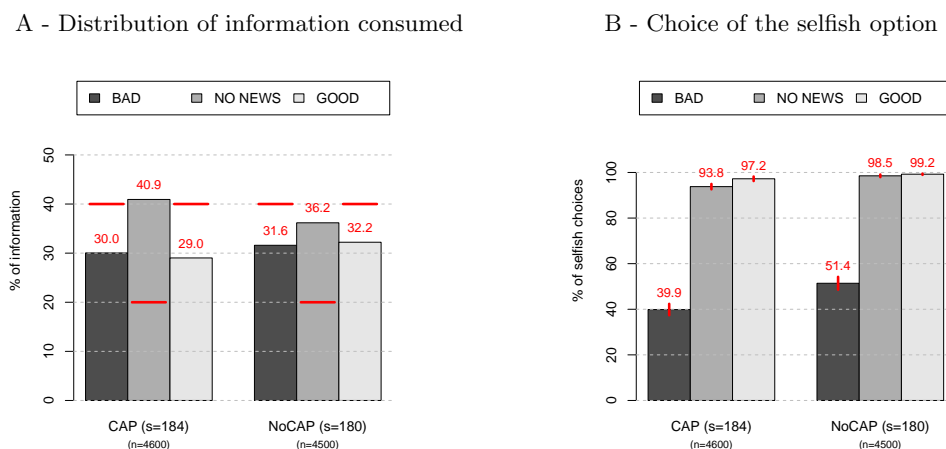 A - Distribution of information consumed
BAD NO NEWS GOOD
% of information
50
40
30
20
10
0
30.0
40.9
29.0
31.6
36.2
32.2
CAP (s=184)
(n=4600)
NoCAP (s=180)
(n=4500)
B - Choice of the selfish option
BAD NO NEWS GOOD
% of selfish choices
100
80
60
40
20
0
39.9
93.8
97.2
51.4
98.5
99.2
CAP (s=184)
(n=4600)
NoCAP (s=180)
(n=4500)